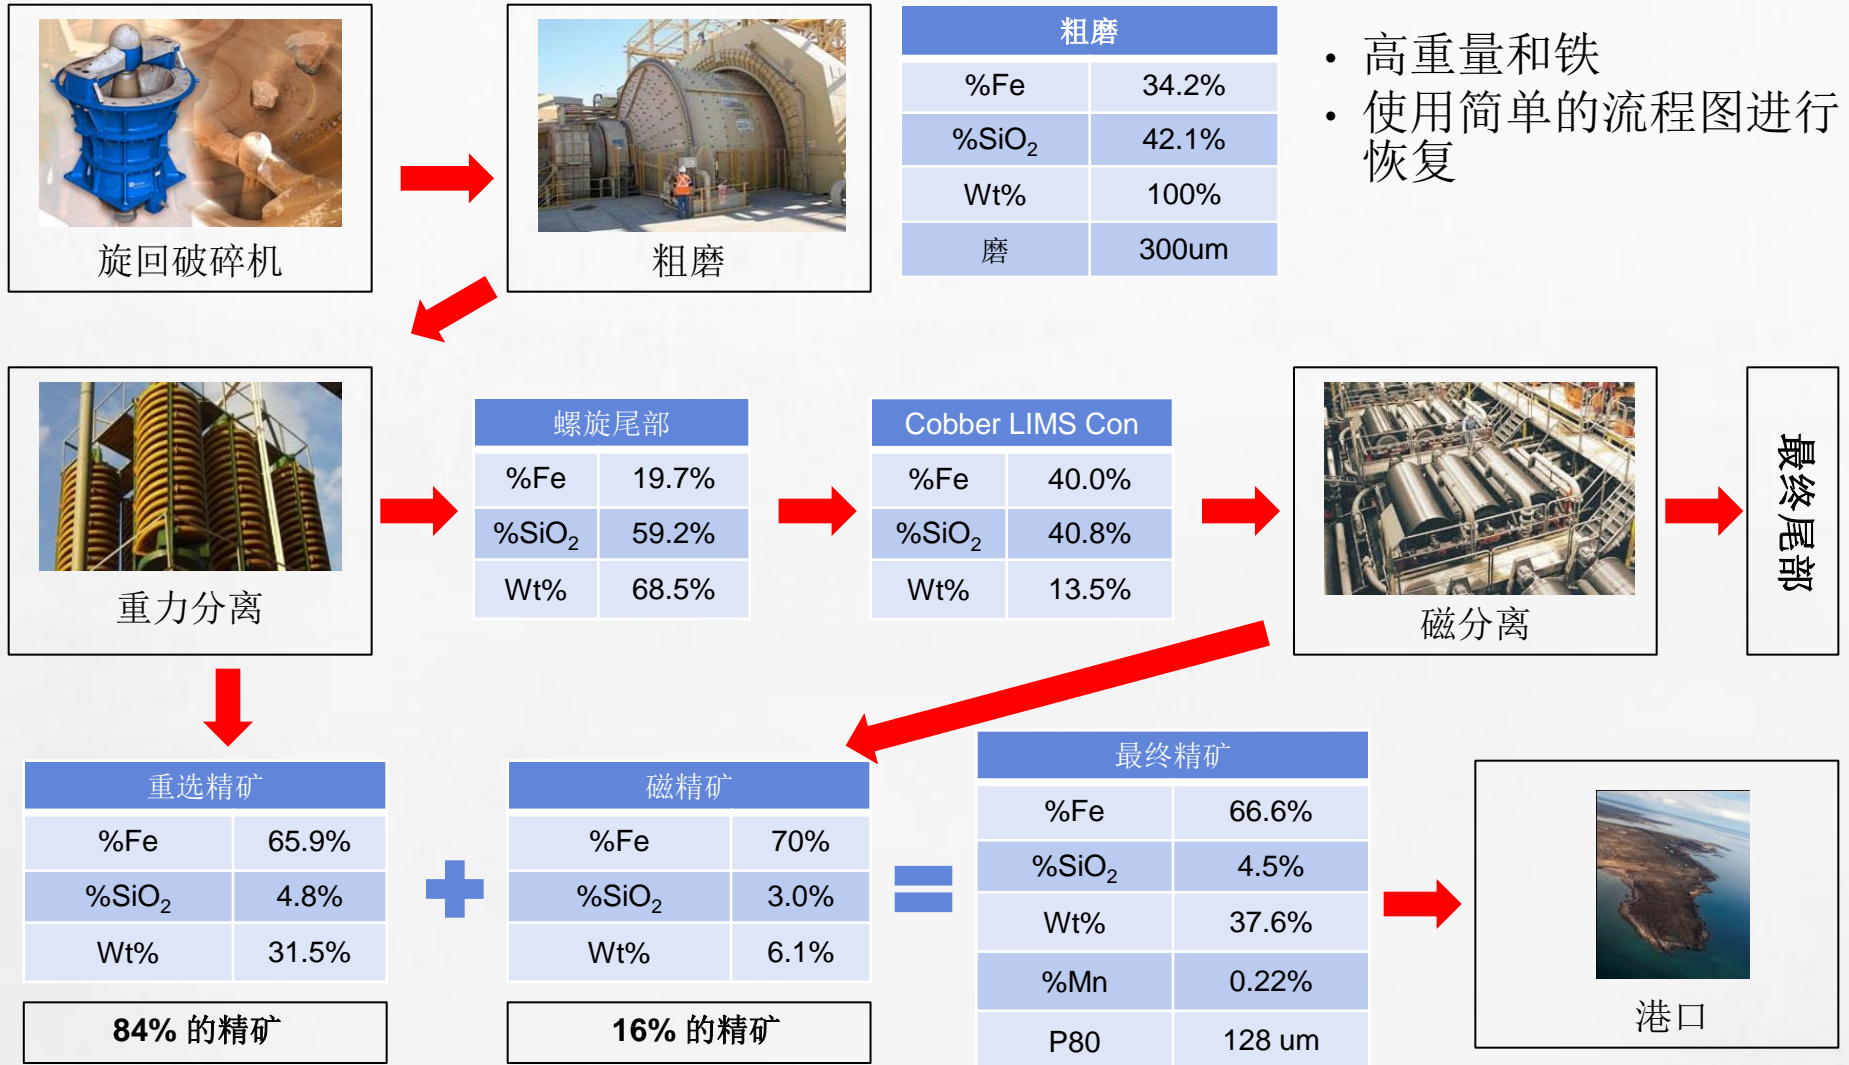 旋回破碎机
粗磨
粗磨
%Fe 34.2%
%SiO₂ 42.1%
Wt% 100%
磨 300um
• 高重量和铁
• 使用简单的流程图进行
恢复
重力分离
螺旋尾部
%Fe 19.7%
%SiO₂ 59.2%
Wt% 68.5%
Cobber LIMS Con
%Fe 40.0%
%SiO₂ 40.8%
Wt% 13.5%
磁分离
最终尾部
重选精矿
%Fe 65.9%
%SiO₂ 4.8%
Wt% 31.5%
84% 的精矿
磁精矿
%Fe 70%
%SiO₂ 3.0%
Wt% 6.1%
16% 的精矿
最终精矿
%Fe 66.6%
%SiO₂ 4.5%
Wt% 37.6%
%Mn 0.22%
P80 128 um
港口